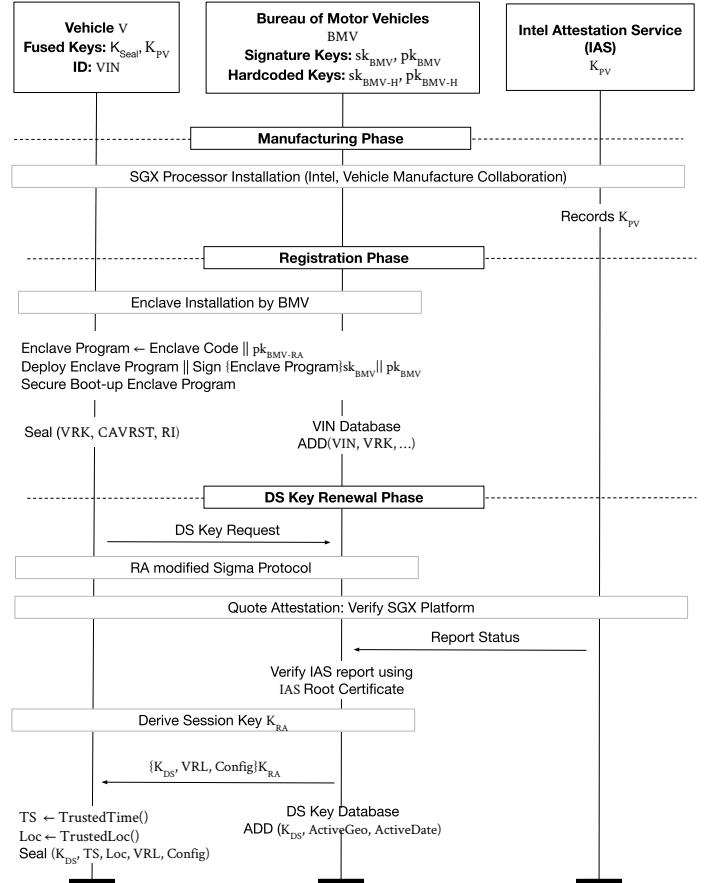 Vehicle V
Fused Keys: K_Seal, K_PV
ID: VIN
Bureau of Motor Vehicles
BMV
Signature Keys: sk_BMV, pk_BMV
Hardcoded Keys: sk_BMV-H, pk_BMV-H
Intel Attestation Service
(IAS)
K_PV
Manufacturing Phase
SGX Processor Installation (Intel, Vehicle Manufacture Collaboration)
Records K_PV
Registration Phase
Enclave Installation by BMV
Enclave Program ← Enclave Code || pk_BMV-RA
Deploy Enclave Program || Sign {Enclave Program}sk_BMV|| pk_BMV
Secure Boot-up Enclave Program
Seal (VRK, CAVRST, RI)
VIN Database
ADD(VIN, VRK,...)
DS Key Renewal Phase
DS Key Request
RA modified Sigma Protocol
Quote Attestation: Verify SGX Platform
Report Status
Verify IAS report using
IAS Root Certificate
Derive Session Key K_RA
{K_DS, VRL, Config}K_RA
TS ← TrustedTime()
Loc ← TrustedLoc()
Seal (K_DS, TS, Loc, VRL, Config)
DS Key Database
ADD (K_DS, ActiveGeo, ActiveDate)